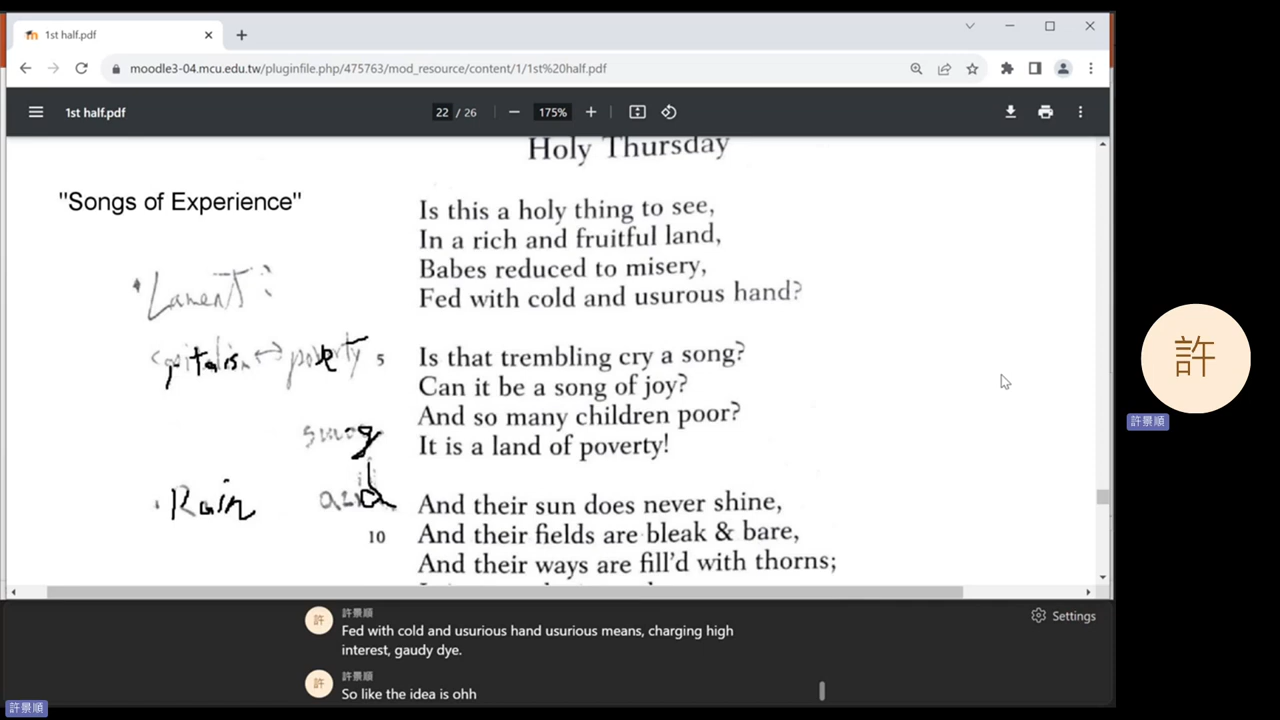 1st half.pdf
moodle3-04.mcu.edu.tw/pluginfile.php/475763/mod_resource/content/1/1st%20half.pdf
1st half.pdf
22 / 26
175%
Holy Thursday
"Songs of Experience"
Is this a holy thing to see,
In a rich and fruitful land,
Babes reduced to misery,
Fed with cold and usurous hand?
Lament:
capitalism ↔ poverty
5 Is that trembling cry a song?
Can it be a song of joy?
And so many children poor?
It is a land of poverty!
smog
Rain acid
And their sun does never shine,
10 And their fields are bleak & bare,
And their ways are fill'd with thorns;
許
許景順
許
許景順
Fed with cold and usurious hand usurious means, charging high
interest, gaudy dye.
許
許景順
So like the idea is ohh
Settings
許景順